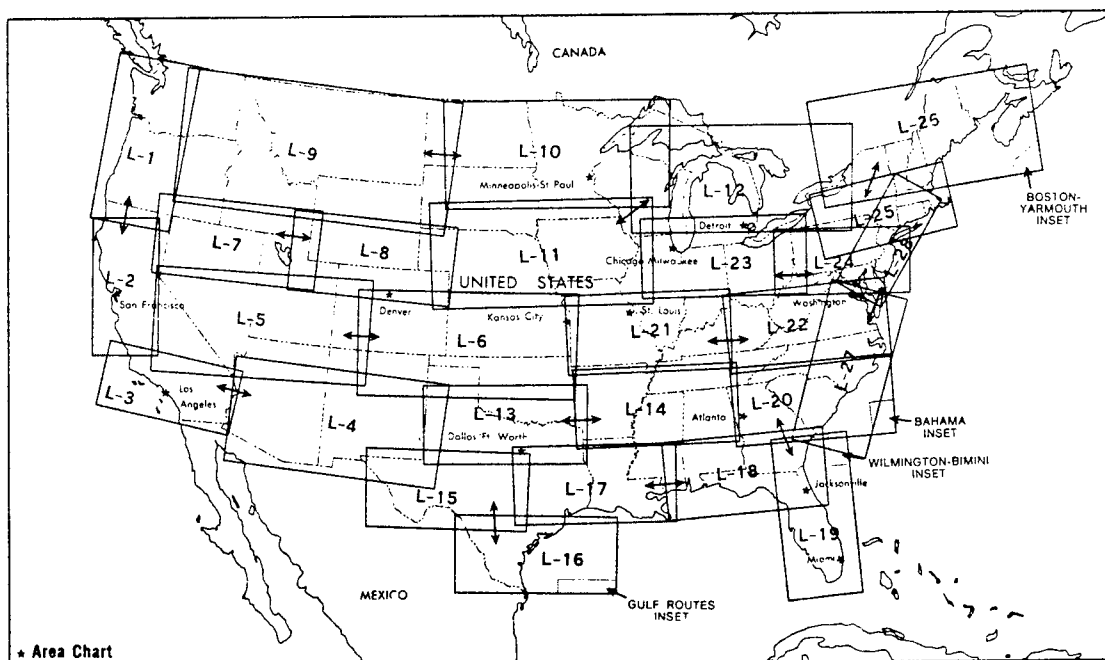 CANADA
L-25
L-1
L-9
L-10
Minneapolis-St Paul
L-12
BOSTON-
YARMOUTH
INSET
L-25
Detroit
L-7
L-8
L-11
Chicago Milwaukee
L-23
L-24
L-28
L-2
San Francisco
UNITED STATES
Denver
Kansas City
St. Louis
Washington
L-5
L-6
L-21
L-22
L-27
L-3
Los
Angeles
L-4
L-13
Dallas-Ft. Worth
L-14
Atlanta
L-20
BAHAMA
INSET
WILMINGTON-BIMINI
INSET
L-15
L-17
L-18
Jacksonville
L-16
L-19
Miami
MEXICO
GULF ROUTES
INSET
★ Area Chart